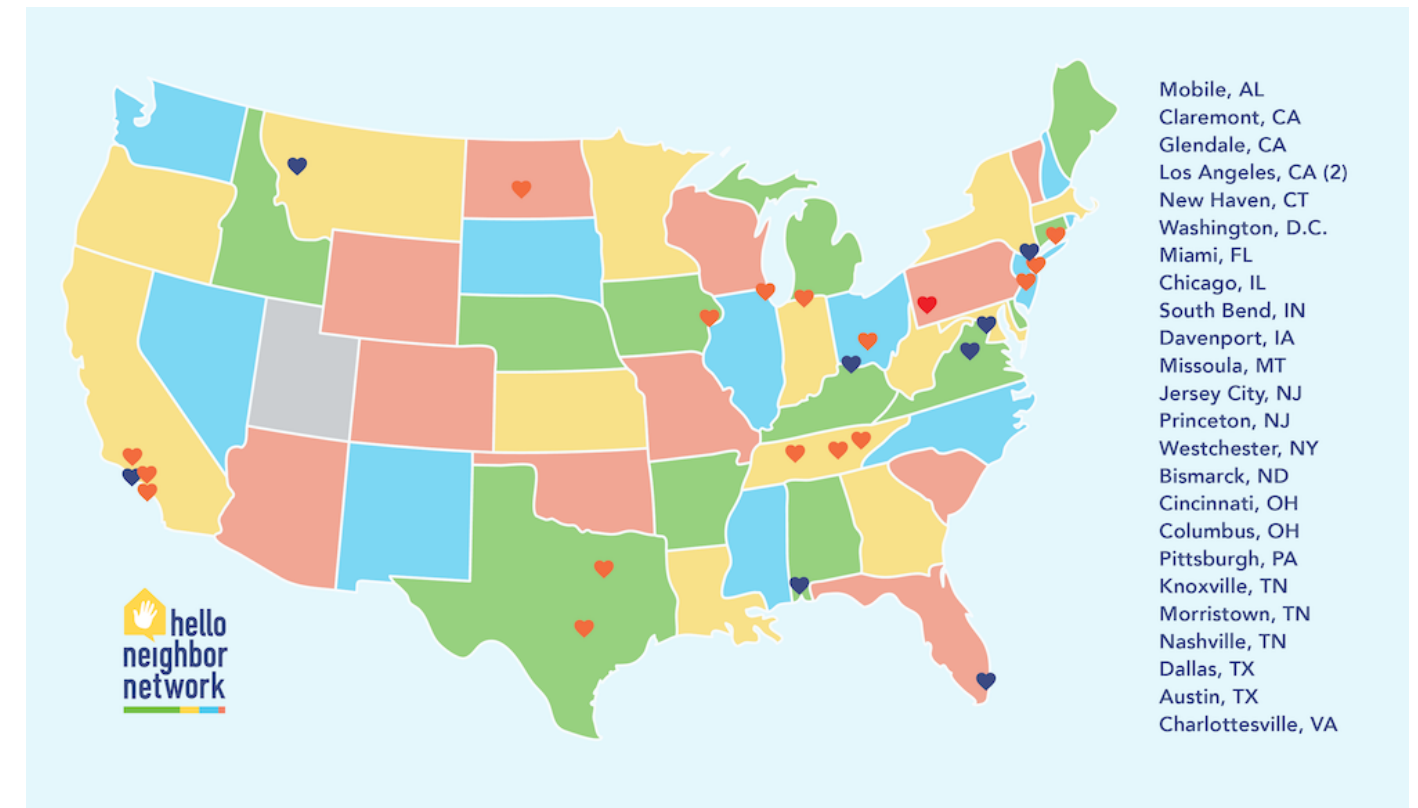 Mobile, AL
Claremont, CA
Glendale, CA
Los Angeles, CA (2)
New Haven, CT
Washington, D.C.
Miami, FL
Chicago, IL
South Bend, IN
Davenport, IA
Missoula, MT
Jersey City, NJ
Princeton, NJ
Westchester, NY
Bismarck, ND
Cincinnati, OH
Columbus, OH
Pittsburgh, PA
Knoxville, TN
Morristown, TN
Nashville, TN
Dallas, TX
Austin, TX
Charlottesville, VA
hello
neighbor
network